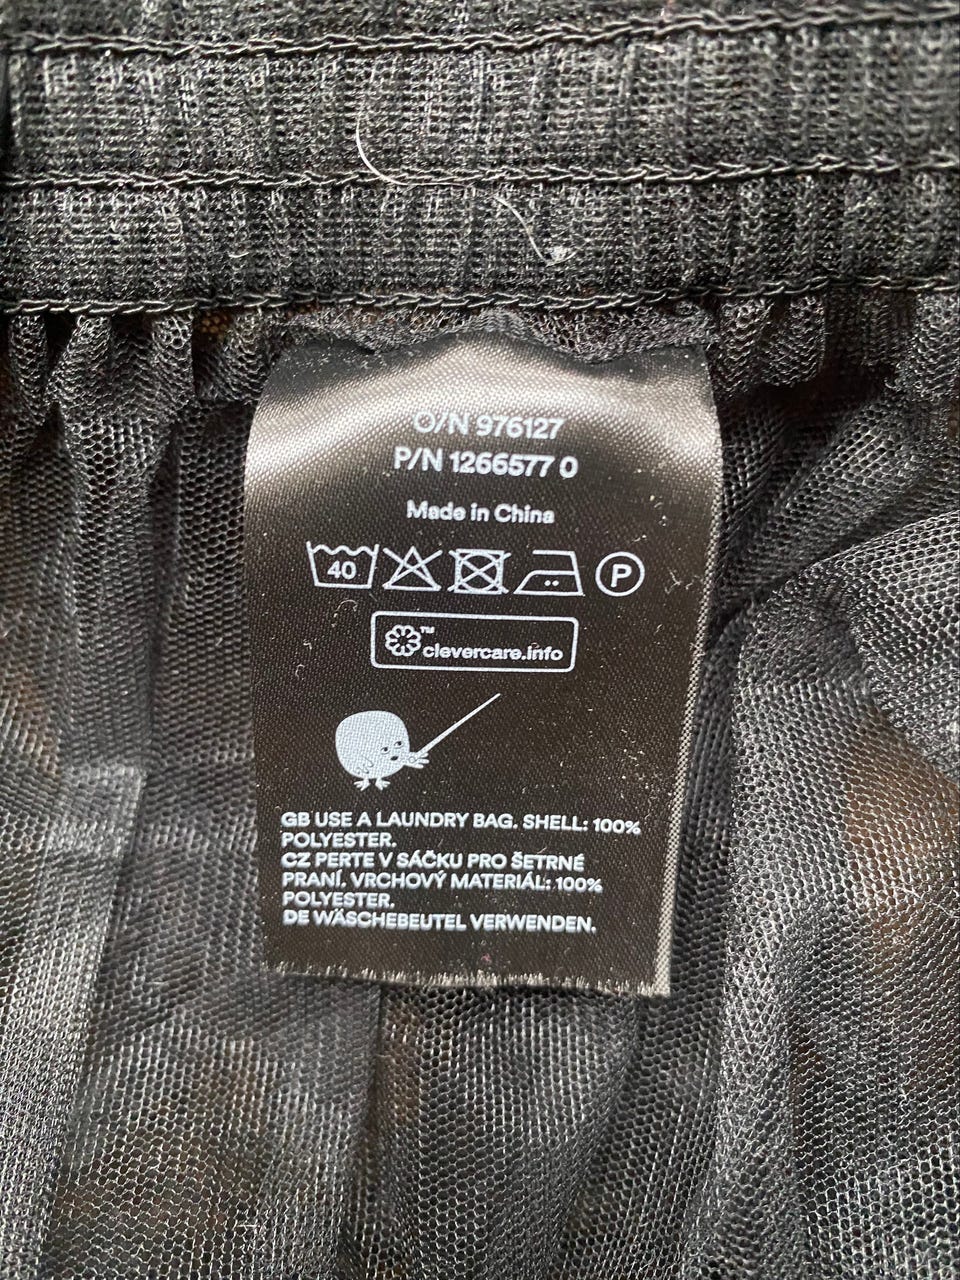 O/N 976127
P/N 1266577 0
Made in China
40 P
™
clevercare.info
GB USE A LAUNDRY BAG. SHELL: 100%
POLYESTER.
CZ PERTE V SÁČKU PRO ŠETRNÉ
PRANÍ. VRCHOVÝ MATERIÁL: 100%
POLYESTER.
DE WÄSCHEBEUTEL VERWENDEN.